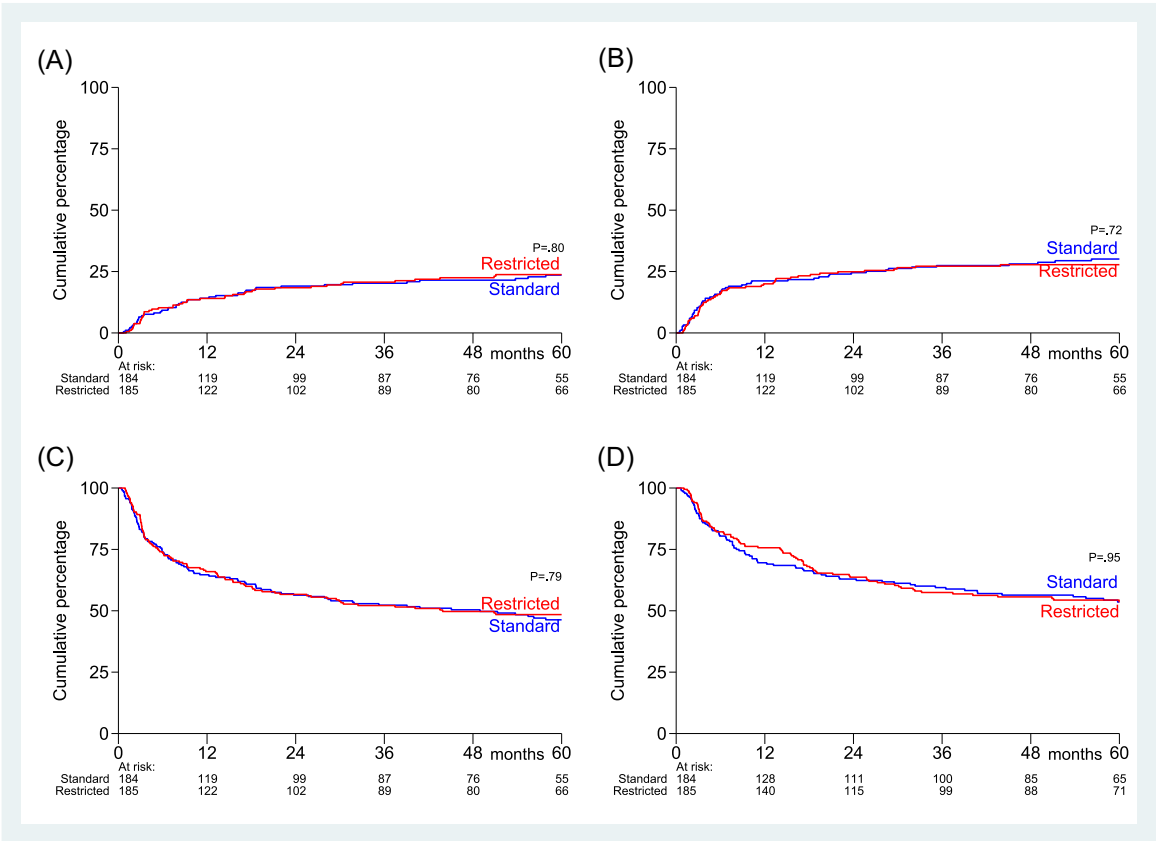 (A)
Cumulative percentage
100
75
50
25
0
P=.80
Restricted
Standard
0 12 24 36 48 months 60
At risk:
Standard 184 119 99 87 76 55
Restricted 185 122 102 89 80 66
(B)
Cumulative percentage
100
75
50
25
0
P=.72
Standard
Restricted
0 12 24 36 48 months 60
At risk:
Standard 184 119 99 87 76 55
Restricted 185 122 102 89 80 66
(C)
Cumulative percentage
100
75
50
25
0
P=.79
Restricted
Standard
0 12 24 36 48 months 60
At risk:
Standard 184 119 99 87 76 55
Restricted 185 122 102 89 80 66
(D)
Cumulative percentage
100
75
50
25
0
P=.95
Standard
Restricted
0 12 24 36 48 months 60
At risk:
Standard 184 128 111 100 85 65
Restricted 185 140 115 99 88 71